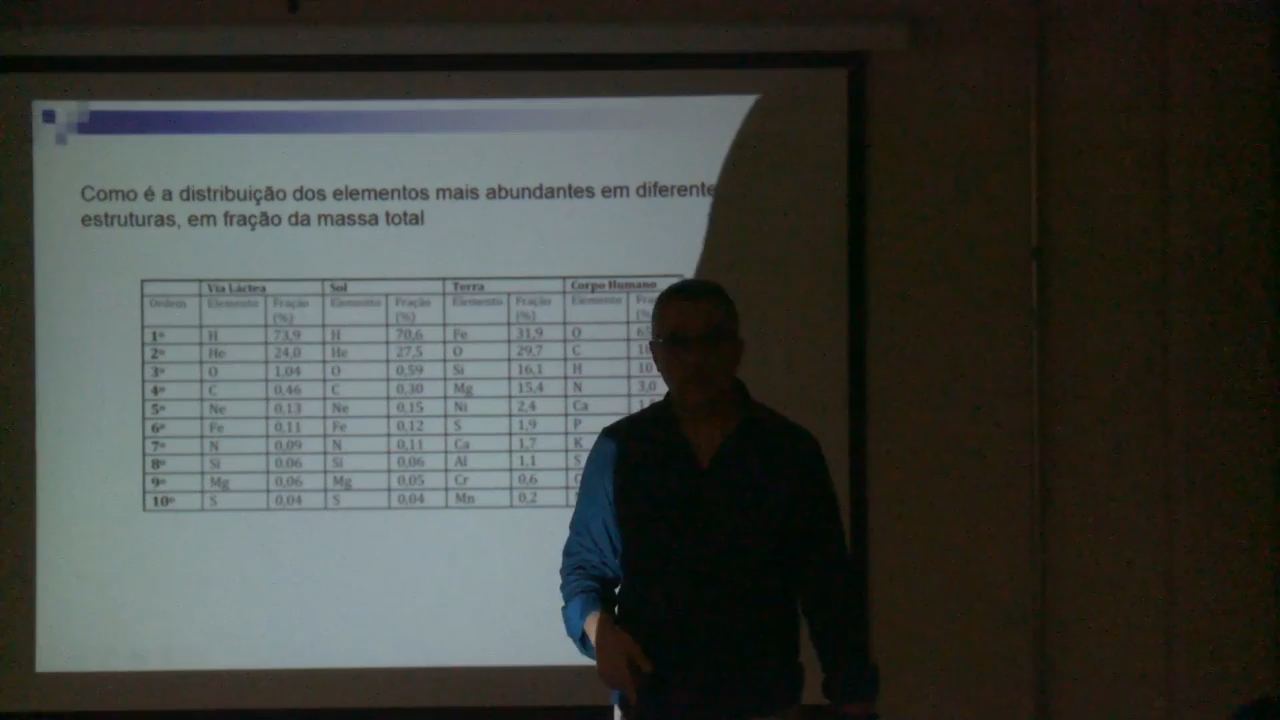 Como é a distribuição dos elementos mais abundantes em diferente
estruturas, em fração da massa total
Via Láctea Sol Terra Corpo Humano
Ordem Elemento Fração Elemento Fração Elemento Fração Elemento
(%) (%) (%)
1º H 73,9 H 70,6 Fe 31,9 O
2º He 24,0 He 27,5 O 29,7 C
3º O 1,04 O 0,59 Si 16,1 H 10
4º C 0,46 C 0,30 Mg 15,4 N 3,0
5º Ne 0,13 Ne 0,15 Ni 2,4 Ca
6º Fe 0,11 Fe 0,12 S 1,9 P
7º N 0,09 N 0,11 Ca 1,7 K
8º Si 0,06 Si 0,06 Al 1,1 S
9º Mg 0,06 Mg 0,05 Cr 0,6
10º S 0,04 S 0,04 Mn 0,2